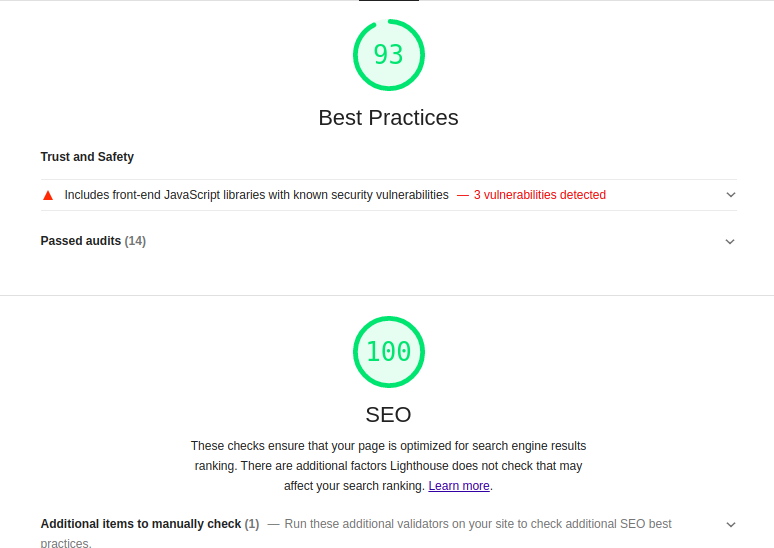 93
Best Practices
Trust and Safety
Includes front-end JavaScript libraries with known security vulnerabilities — 3 vulnerabilities detected
Passed audits (14)
100
SEO
These checks ensure that your page is optimized for search engine results
ranking. There are additional factors Lighthouse does not check that may
affect your search ranking. Learn more.
Additional items to manually check (1) — Run these additional validators on your site to check additional SEO best
practices.